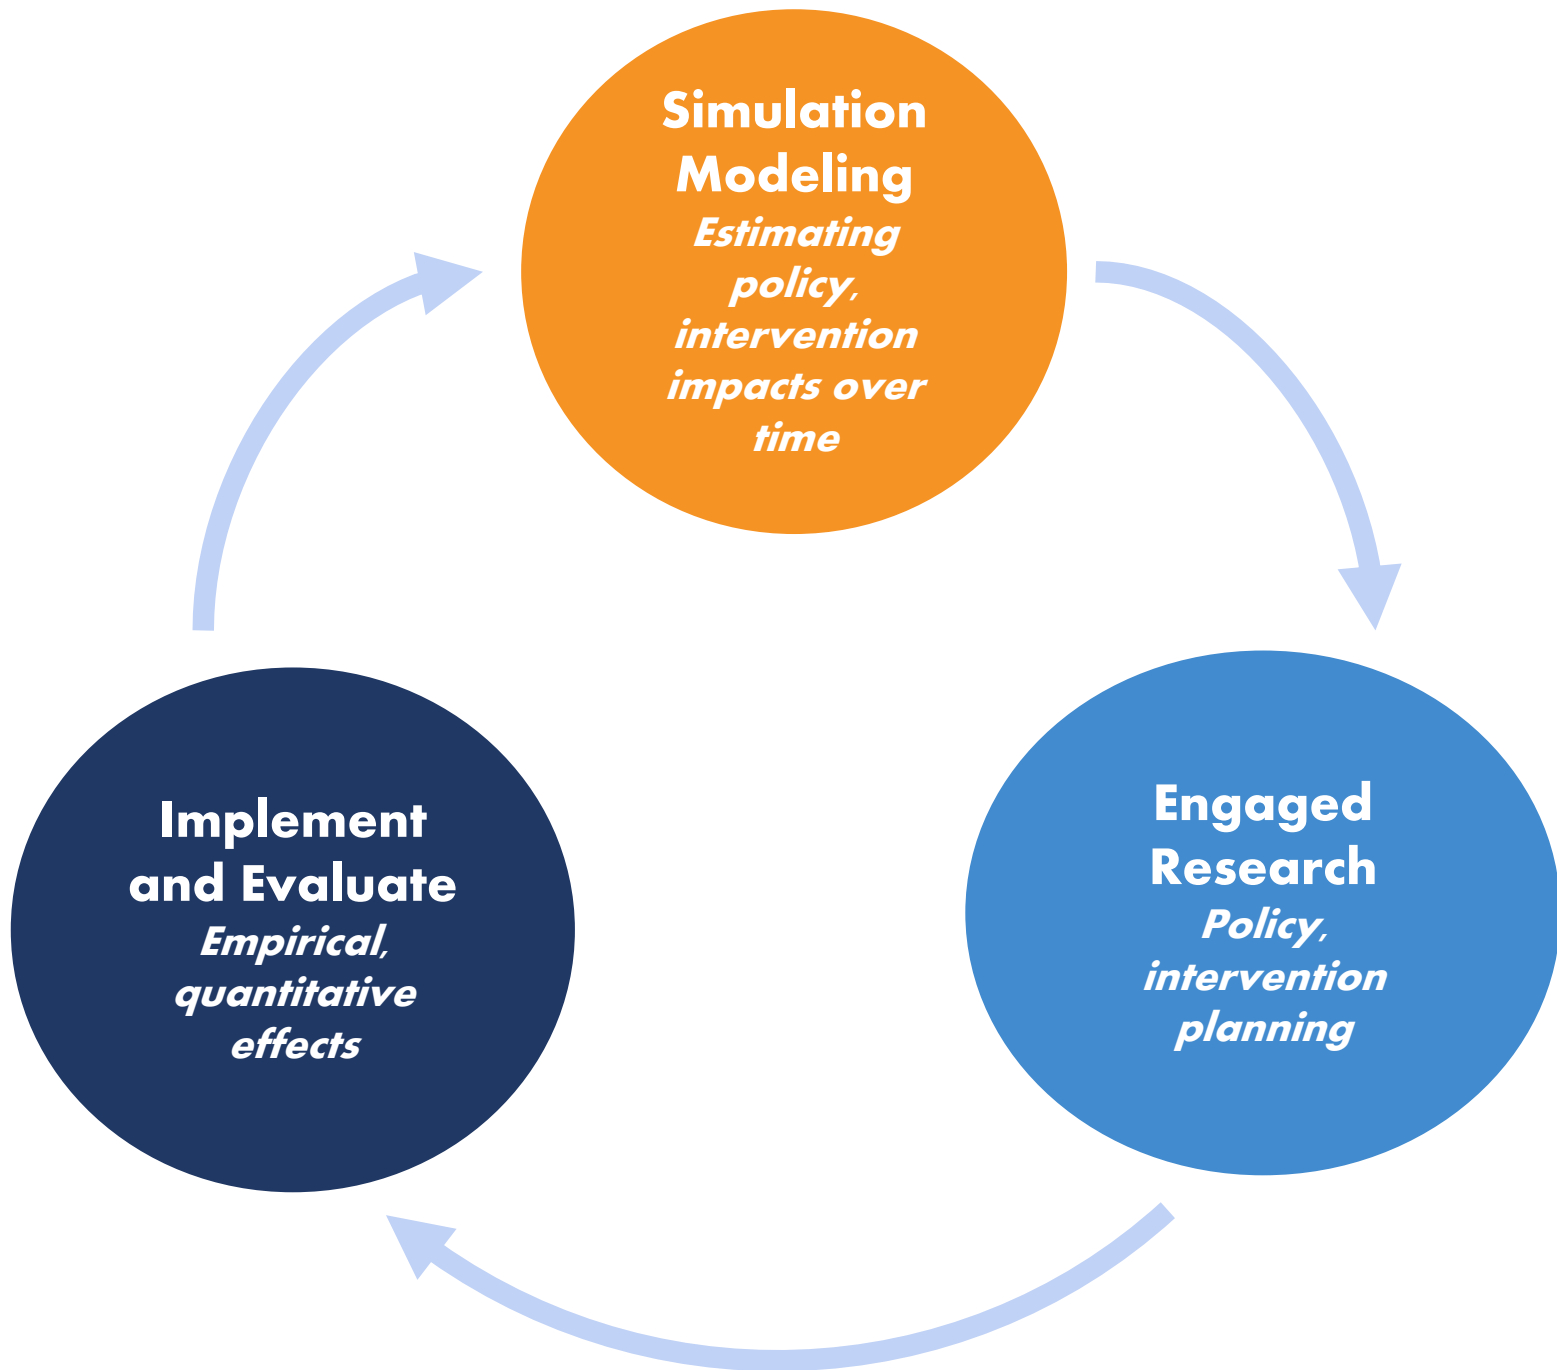 Simulation
Modeling
Estimating
policy,
intervention
impacts over
time
Implement
and Evaluate
Empirical,
quantitative
effects
Engaged
Research
Policy,
intervention
planning